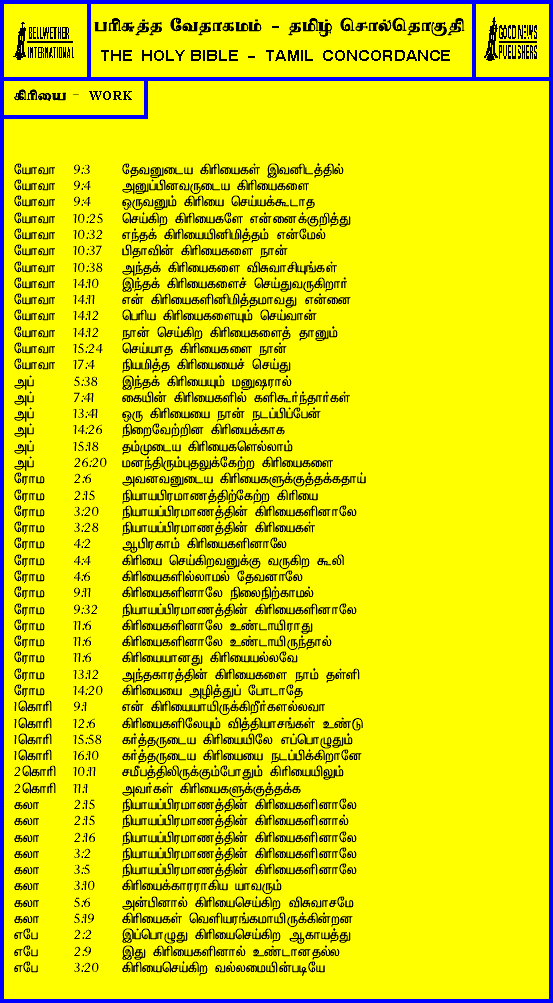 BELLWETHER INTERNATIONAL
பரிசுத்த வேதாகமம் - தமிழ் சொல்தொகுதி
THE HOLY BIBLE - TAMIL CONCORDANCE
GOOD NEWS PUBLISHERS
கிரியை - WORK
யோவா 9:3 தேவனுடைய கிரியைகள் இவனிடத்தில்
யோவா 9:4 அனுப்பினவருடைய கிரியைகளை
யோவா 9:4 ஒருவனும் கிரியை செய்யக்கூடாத
யோவா 10:25 செய்கிற கிரியைகளே என்னைக்குறித்து
யோவா 10:32 எந்தக் கிரியையினிமித்தம் என்மேல்
யோவா 10:37 பிதாவின் கிரியைகளை நான்
யோவா 10:38 அந்தக் கிரியைகளை விசுவாசியுங்கள்
யோவா 14:10 இந்தக் கிரியைகளைச் செய்துவருகிறார்
யோவா 14:11 என் கிரியைகளினிமித்தமாவது என்னை
யோவா 14:12 பெரிய கிரியைகளையும் செய்வான்
யோவா 14:12 நான் செய்கிற கிரியைகளைத் தானும்
யோவா 15:24 செய்யாத கிரியைகளை நான்
யோவா 17:4 நியமித்த கிரியையைச் செய்து
அப் 5:38 இந்தக் கிரியையும் மனுஷரால்
அப் 7:41 கையின் கிரியைகளில் களிகூர்ந்தார்கள்
அப் 13:41 ஒரு கிரியையை நான் நடப்பிப்பேன்
அப் 14:26 நிறைவேற்றின கிரியைக்காக
அப் 15:18 தம்முடைய கிரியைகளெல்லாம்
அப் 26:20 மனந்திரும்புதலுக்கேற்ற கிரியைகளை
ரோம 2:6 அவனவனுடைய கிரியைகளுக்குத்தக்கதாய்
ரோம 2:15 நியாயபிரமாணத்திற்கேற்ற கிரியை
ரோம 3:20 நியாயப்பிரமாணத்தின் கிரியைகளினாலே
ரோம 3:28 நியாயப்பிரமாணத்தின் கிரியைகள்
ரோம 4:2 ஆபிரகாம் கிரியைகளினாலே
ரோம 4:4 கிரியை செய்கிறவனுக்கு வருகிற கூலி
ரோம 4:6 கிரியைகளில்லாமல் தேவனாலே
ரோம 9:11 கிரியைகளினாலே நிலைநிற்காமல்
ரோம 9:32 நியாயப்பிரமாணத்தின் கிரியைகளினாலே
ரோம 11:6 கிரியைகளினாலே உண்டாயிராது
ரோம 11:6 கிரியைகளினாலே உண்டாயிருந்தால்
ரோம 11:6 கிரியையானது கிரியையல்லவே
ரோம 13:12 அந்தகாரத்தின் கிரியைகளை நாம் தள்ளி
ரோம 14:20 கிரியையை அழித்துப் போடாதே
1கொரி 9:1 என் கிரியையாயிருக்கிறீர்களல்லவா
1கொரி 12:6 கிரியைகளிலேயும் வித்தியாசங்கள் உண்டு
1கொரி 15:58 கர்த்தருடைய கிரியையிலே எப்பொழுதும்
1கொரி 16:10 கர்த்தருடைய கிரியையை நடப்பிக்கிறானே
2கொரி 10:11 சமீபத்திலிருக்கும்போதும் கிரியையிலும்
2கொரி 11:1 அவர்கள் கிரியைகளுக்குத்தக்க
கலா 2:15 நியாயப்பிரமாணத்தின் கிரியைகளினாலே
கலா 2:15 நியாயப்பிரமாணத்தின் கிரியைகளினால்
கலா 2:16 நியாயப்பிரமாணத்தின் கிரியைகளினாலே
கலா 3:2 நியாயப்பிரமாணத்தின் கிரியைகளினாலே
கலா 3:5 நியாயப்பிரமாணத்தின் கிரியைகளினாலே
கலா 3:10 கிரியைக்காரராகிய யாவரும்
கலா 5:6 அன்பினால் கிரியைசெய்கிற விசுவாசமே
கலா 5:19 கிரியைகள் வெளியரங்கமாயிருக்கின்றன
எபே 2:2 இப்பொழுது கிரியைசெய்கிற ஆகாயத்து
எபே 2:9 இது கிரியைகளினால் உண்டானதல்ல
எபே 3:20 கிரியைசெய்கிற வல்லமையின்படியே